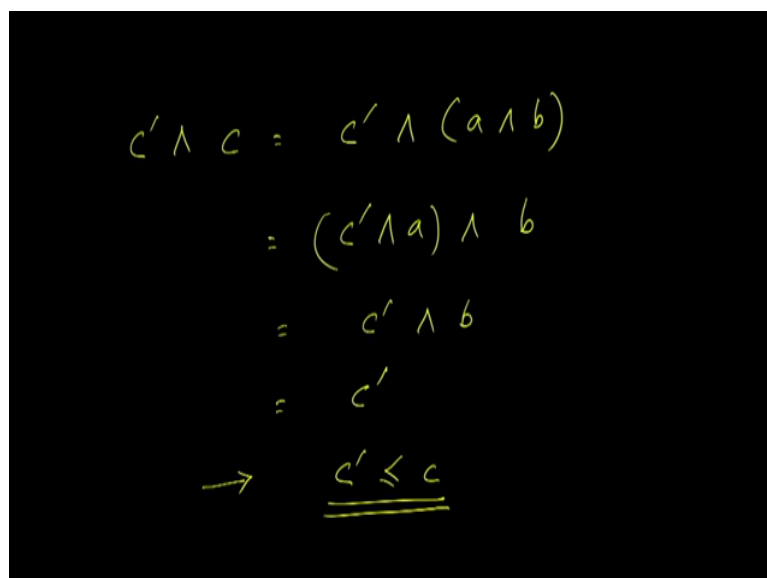 c′ ∧ c = c′ ∧ (a ∧ b)
= (c′ ∧ a) ∧ b
= c′ ∧ b
= c′
→ c′ ≤ c